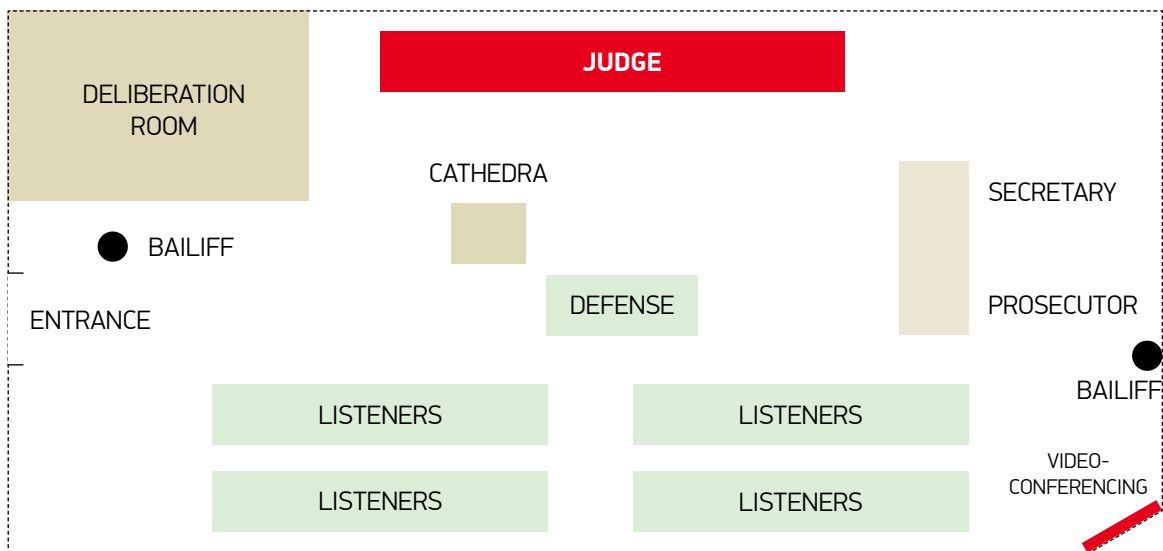 JUDGE
DELIBERATION
ROOM
CATHEDRA
SECRETARY
BAILIFF
DEFENSE
PROSECUTOR
ENTRANCE
BAILIFF
LISTENERS
LISTENERS
VIDEO-
CONFERENCING
LISTENERS
LISTENERS